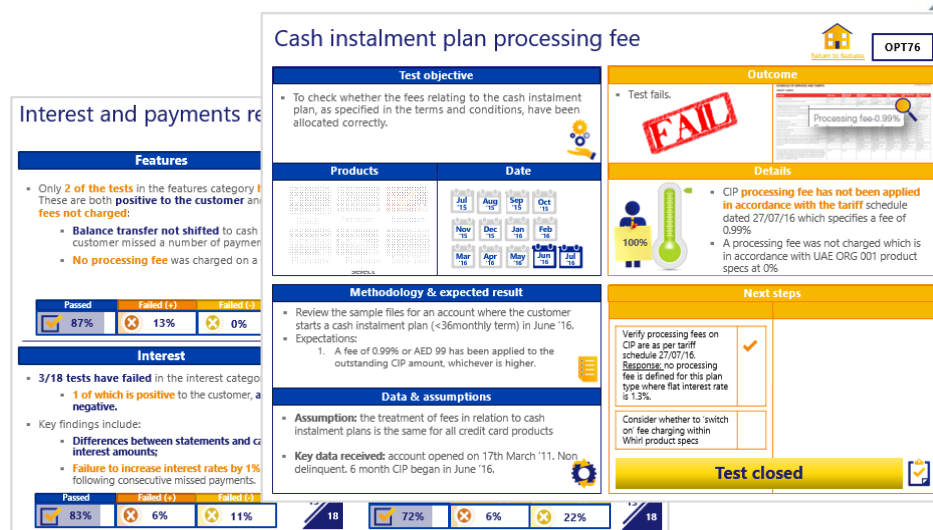 Cash instalment plan processing fee
Return to Features
OPT76
Test objective
▪ To check whether the fees relating to the cash instalment
plan, as specified in the terms and conditions, have been
allocated correctly.
Outcome
▪ Test fails.
FAIL
Processing fee-0.99%
Products
Date
Jul '15 Aug '15 Sep '15 Oct '15
Nov '15 Dec '15 Jan '16 Feb '16
Mar '16 Apr '16 May '16 Jun '16 Jul '16
Details
100%
▪ CIP processing fee has not been applied
in accordance with the tariff schedule
dated 27/07/16 which specifies a fee of
0.99%
▪ A processing fee was not charged which is
in accordance with UAE ORG 001 product
specs at 0%
Methodology & expected result
▪ Review the sample files for an account where the customer
starts a cash instalment plan (<36monthly term) in June '16.
▪ Expectations:
1. A fee of 0.99% or AED 99 has been applied to the
outstanding CIP amount, whichever is higher.
Data & assumptions
▪ Assumption: the treatment of fees in relation to cash
instalment plans is the same for all credit card products
▪ Key data received: account opened on 17th March '11. Non
delinquent. 6 month CIP began in June '16.
Next steps
Verify processing fees on
CIP are as per tariff
schedule 27/07/16.
Response: no processing
fee is defined for this plan
type where flat interest rate
is 1.3%.
Consider whether to 'switch
on' fee charging within
Whirl product specs
Test closed
Interest and payments re
Features
▪ Only 2 of the tests in the features category
These are both positive to the customer an
fees not charged:
▪ Balance transfer not shifted to cash
customer missed a number of paymer
▪ No processing fee was charged on a
Passed Failed (+) Failed (-)
87% 13% 0%
Interest
▪ 3/18 tests have failed in the interest catego
▪ 1 of which is positive to the customer, a
negative.
▪ Key findings include:
▪ Differences between statements and ca
interest amounts;
▪ Failure to increase interest rates by 1%
following consecutive missed payments.
Passed Failed (+) Failed (-)
83% 6% 11%
18
72% 6% 22%
18